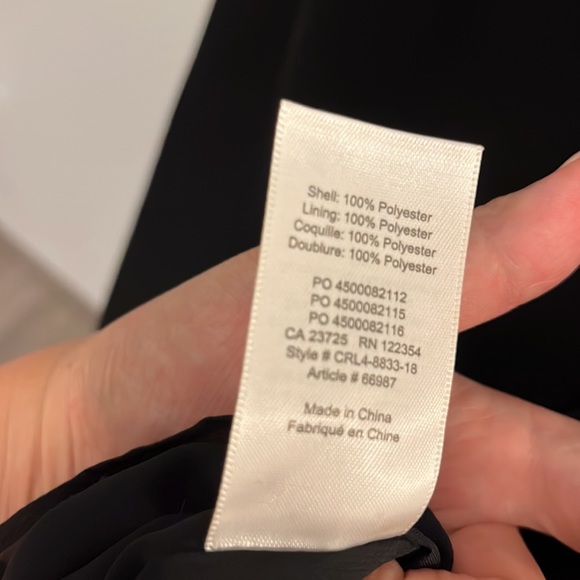 Shell: 100% Polyester
Lining: 100% Polyester
Coquille: 100% Polyester
Doublure: 100% Polyester
PO 4500082112
PO 4500082115
PO 4500082116
CA 23725 RN 122354
Style # CRL4-8833-18
Article # 66987
Made in China
Fabriqué en Chine